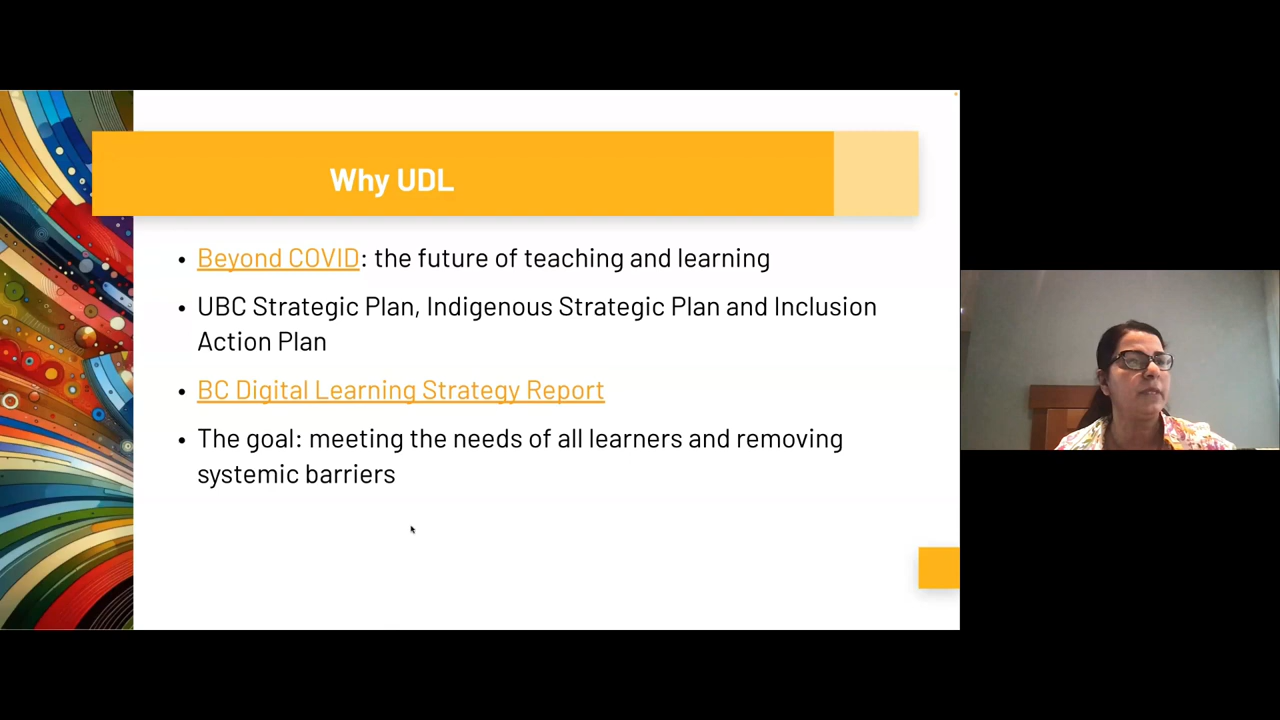 Why UDL
• Beyond COVID: the future of teaching and learning
• UBC Strategic Plan, Indigenous Strategic Plan and Inclusion
Action Plan
• BC Digital Learning Strategy Report
• The goal: meeting the needs of all learners and removing
systemic barriers